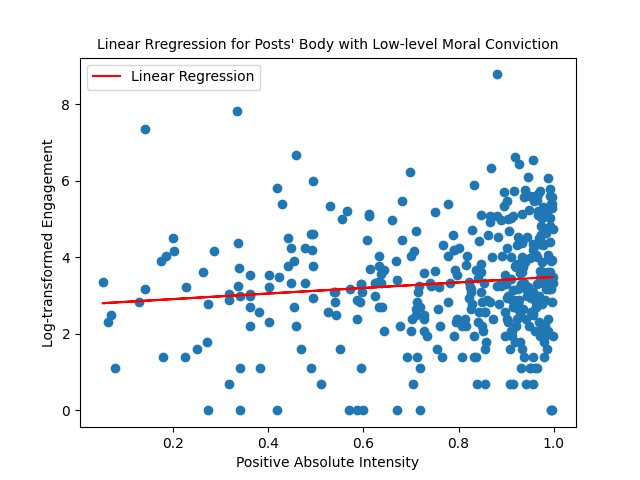 Linear Rregression for Posts' Body with Low-level Moral Conviction
Linear Regression
Log-transformed Engagement
8
6
4
2
0
0.2 0.4 0.6 0.8 1.0
Positive Absolute Intensity